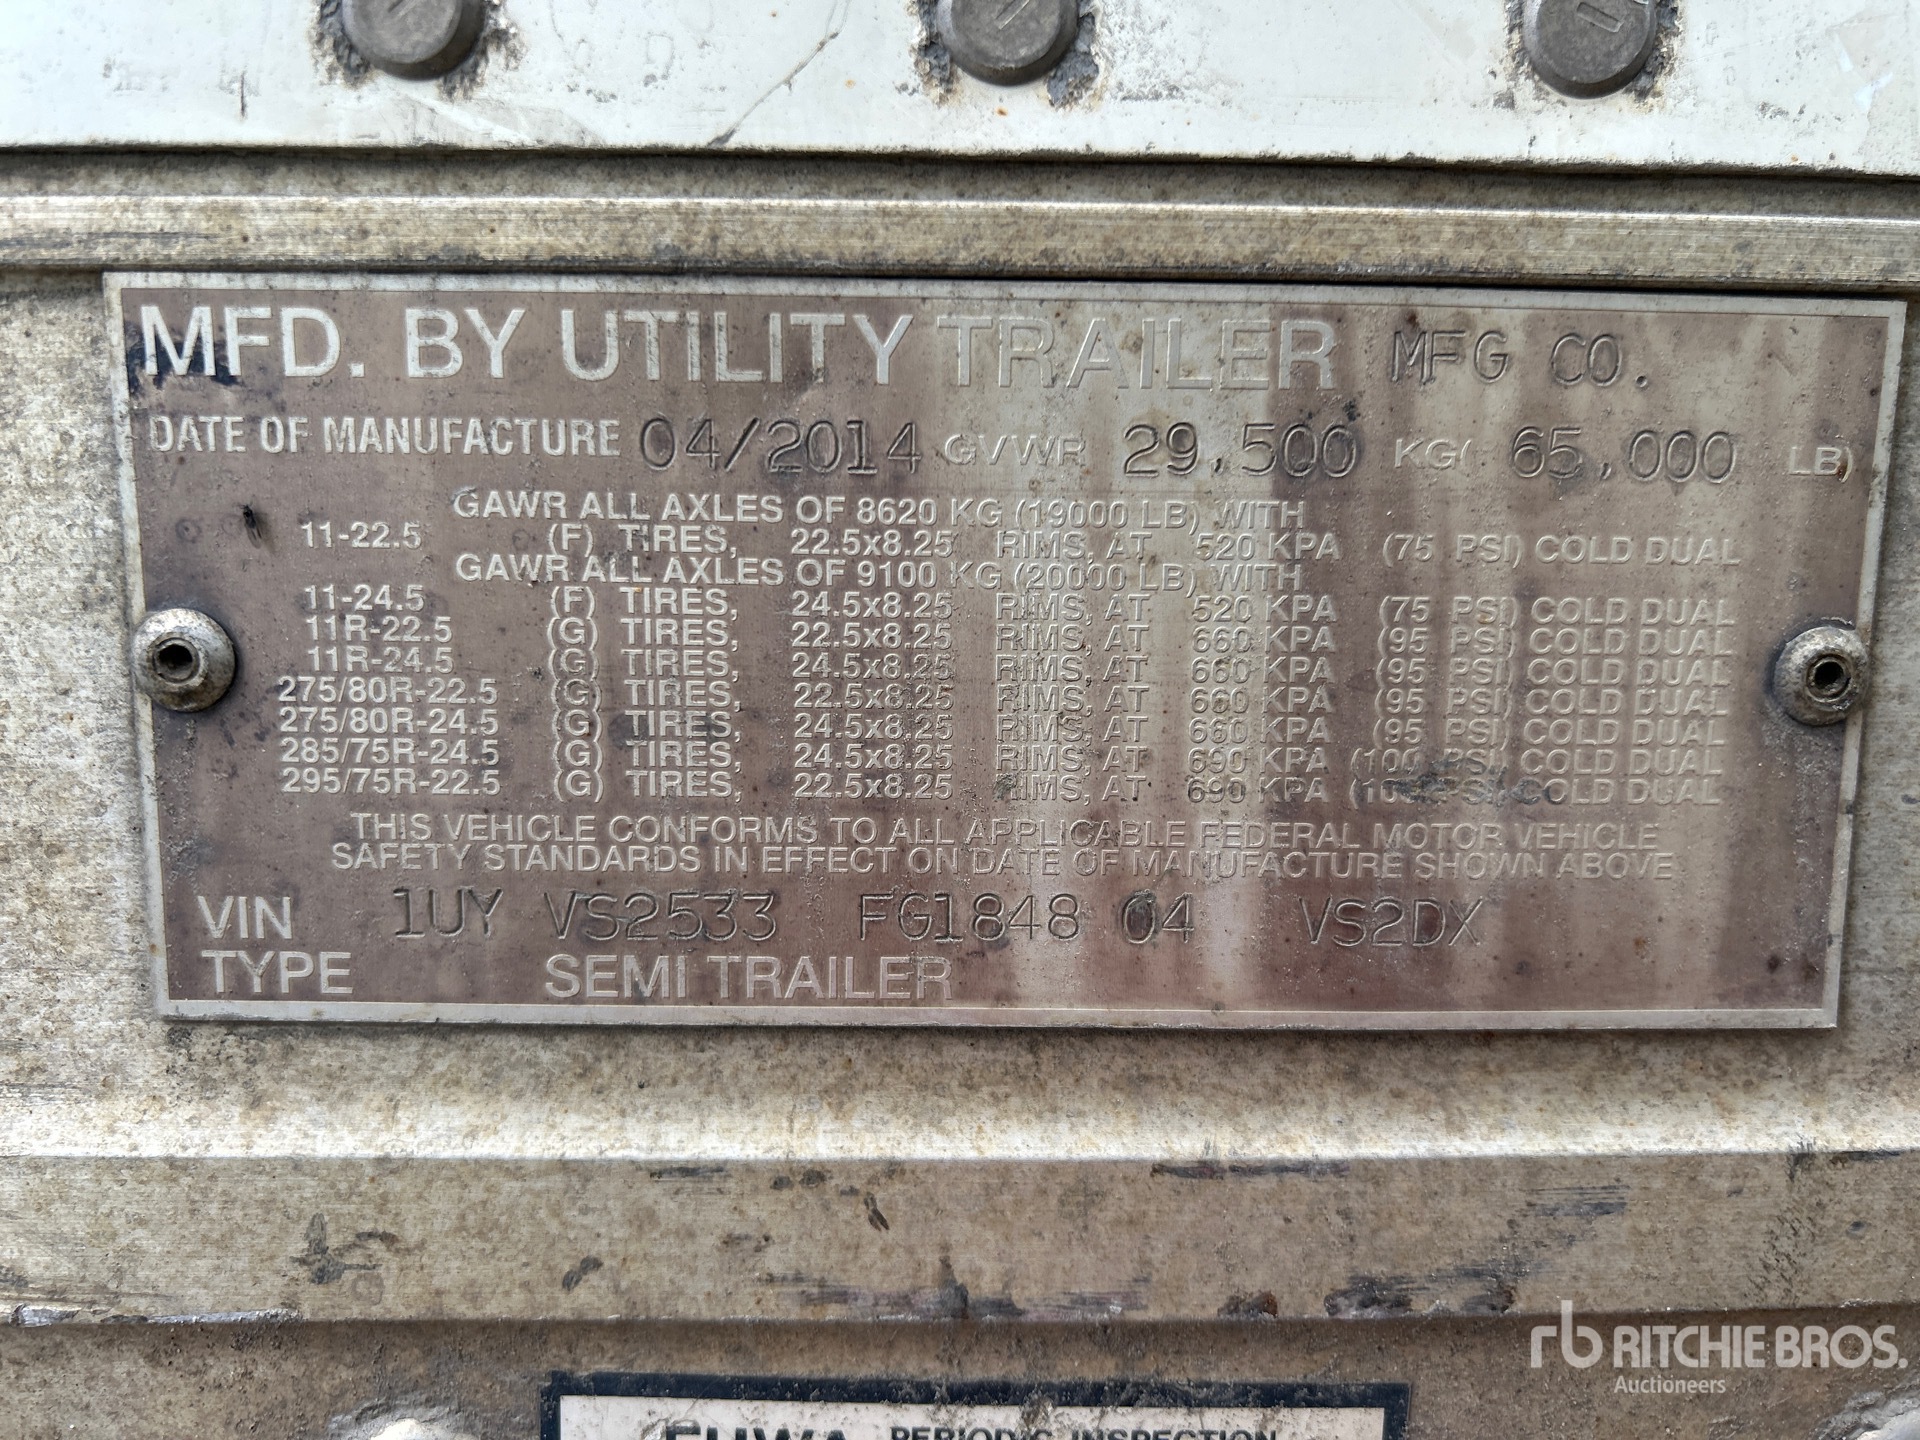 MFD. BY UTILITY TRAILER MFG CO.
DATE OF MANUFACTURE 04/2014 GVWR 29,500 KG( 65,000 LB)
GAWR ALL AXLES OF 8620 KG (19000 LB) WITH
11-22.5 (F) TIRES, 22.5x8.25 RIMS, AT 520 KPA (75 PSI) COLD DUAL
GAWR ALL AXLES OF 9100 KG (20000 LB) WITH
11-24.5 (F) TIRES, 24.5x8.25 RIMS, AT 520 KPA (75 PSI) COLD DUAL
11R-22.5 (G) TIRES, 22.5x8.25 RIMS, AT 660 KPA (95 PSI) COLD DUAL
11R-24.5 (G) TIRES, 24.5x8.25 RIMS, AT 660 KPA (95 PSI) COLD DUAL
275/80R-22.5 (G) TIRES, 22.5x8.25 RIMS, AT 660 KPA (95 PSI) COLD DUAL
275/80R-24.5 (G) TIRES, 24.5x8.25 RIMS, AT 660 KPA (95 PSI) COLD DUAL
285/75R-24.5 (G) TIRES, 24.5x8.25 RIMS, AT 690 KPA (100 PSI) COLD DUAL
295/75R-22.5 (G) TIRES, 22.5x8.25 RIMS, AT 690 KPA (100 PSI) COLD DUAL
THIS VEHICLE CONFORMS TO ALL APPLICABLE FEDERAL MOTOR VEHICLE
SAFETY STANDARDS IN EFFECT ON DATE OF MANUFACTURE SHOWN ABOVE
VIN 1UY VS2533 FG1848 04 VS2DX
TYPE SEMI TRAILER
rb RITCHIE BROS.
Auctioneers
FHWA PERIODIC INSPECTION